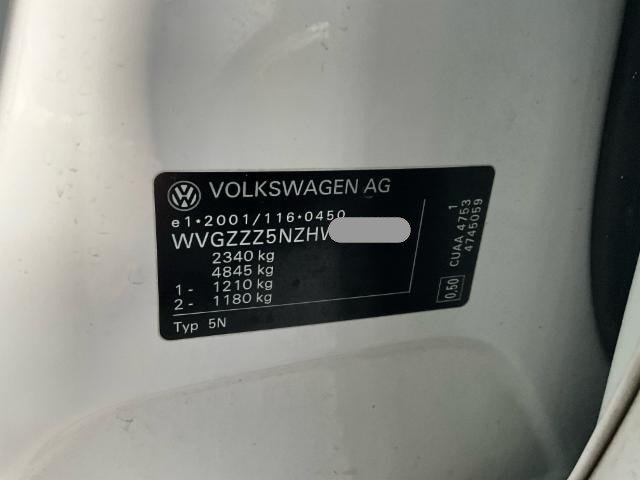 VOLKSWAGEN AG
e1*2001/116*0450
WVGZZZ5NZHW
2340 kg
4845 kg
1 - 1210 kg
2 - 1180 kg
Typ 5N
1
CUAA 4753
4745059
0.50